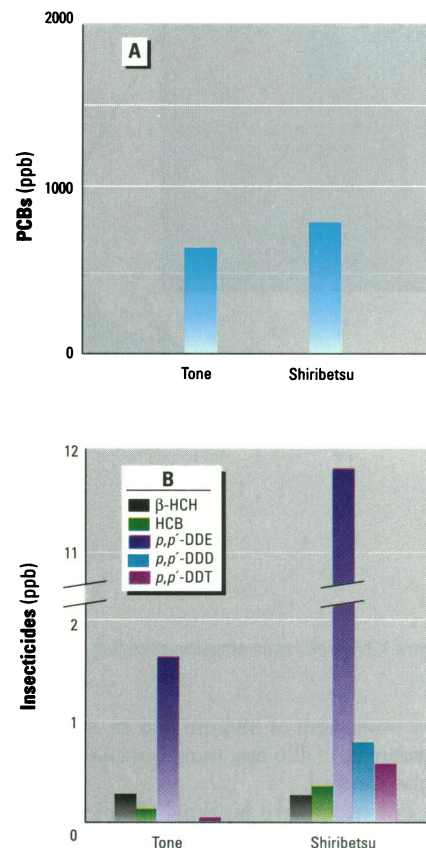 2000
A
PCBs (ppb)
1000
0
Tone Shiribetsu
12
B
β-HCH
HCB
p,p´-DDE
p,p´-DDD
p,p´-DDT
11
Insecticides (ppb)
2
1
0
Tone Shiribetsu